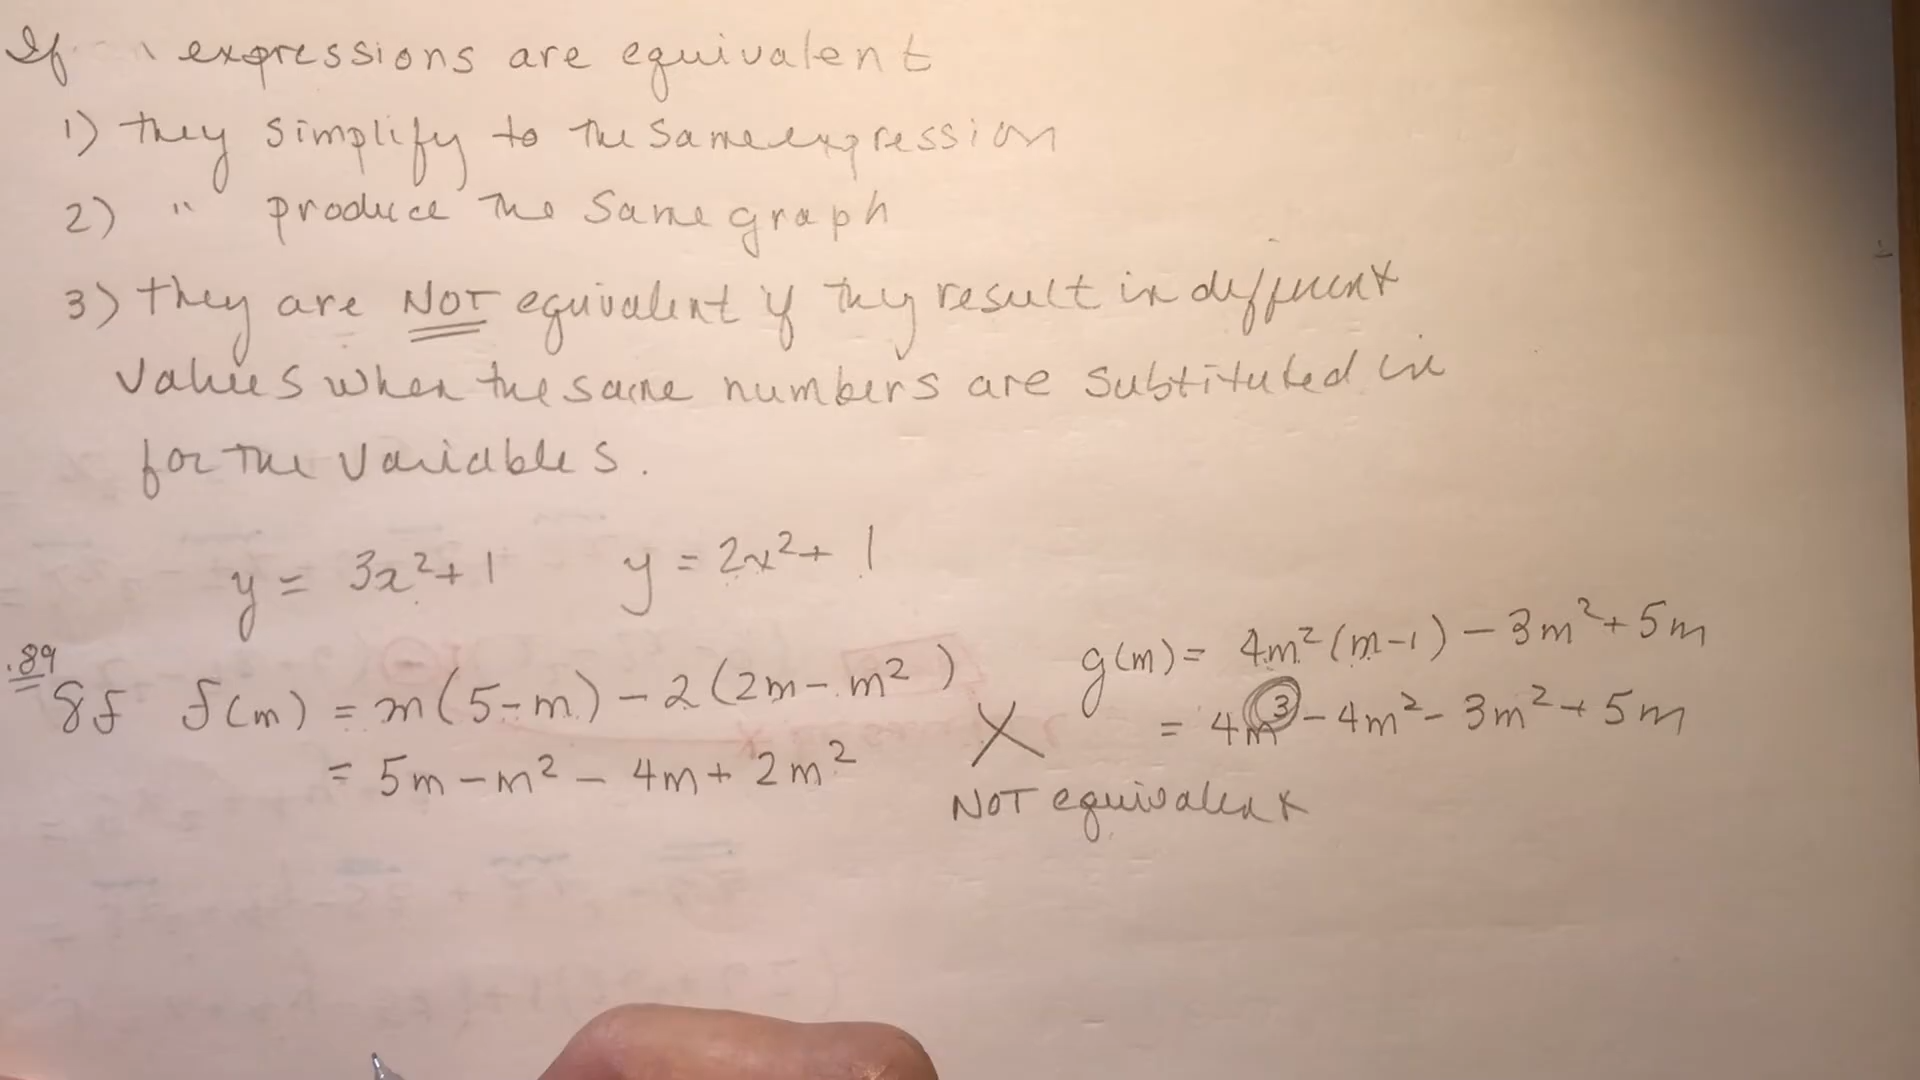 If expressions are equivalent
1) they simplify to the same expression
2) " produce the same graph
3) they are NOT equivalent if they result in different
values when the same numbers are substituted in
for the variables.
y = 3x²+1 y = 2x²+1
.89
8f f(m) = m(5-m) - 2(2m-m²) g(m) = 4m²(m-1) - 3m²+5m
= 5m - m² - 4m + 2m² X = 4m³ - 4m² - 3m² + 5m
NOT equivalent